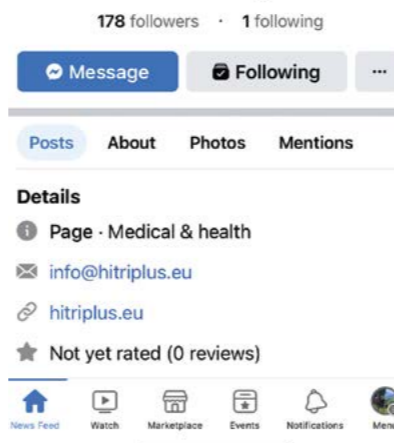 178 followers · 1 following
Message Following ...
Posts About Photos Mentions
Details
Page · Medical & health
info@hitriplus.eu
hitriplus.eu
Not yet rated (0 reviews)
News Feed Watch Marketplace Events Notifications Menu